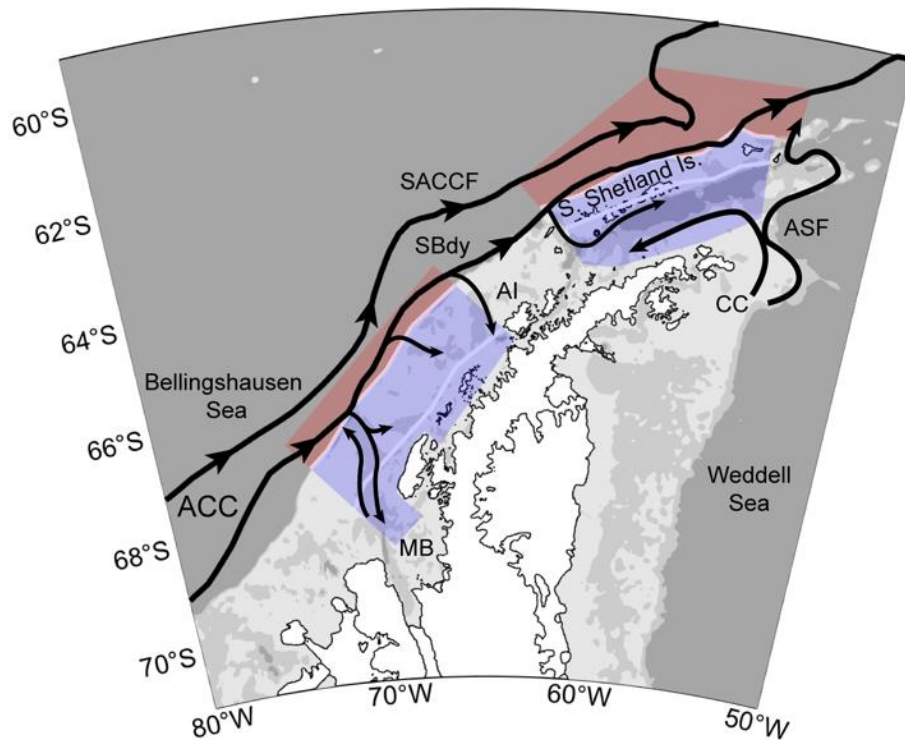 60°S
62°S
64°S
66°S
68°S
70°S
80°W
70°W
60°W
50°W
SACCF
SBdy
S. Shetland Is.
ASF
AI
CC
Bellingshausen
Sea
ACC
Weddell
Sea
MB